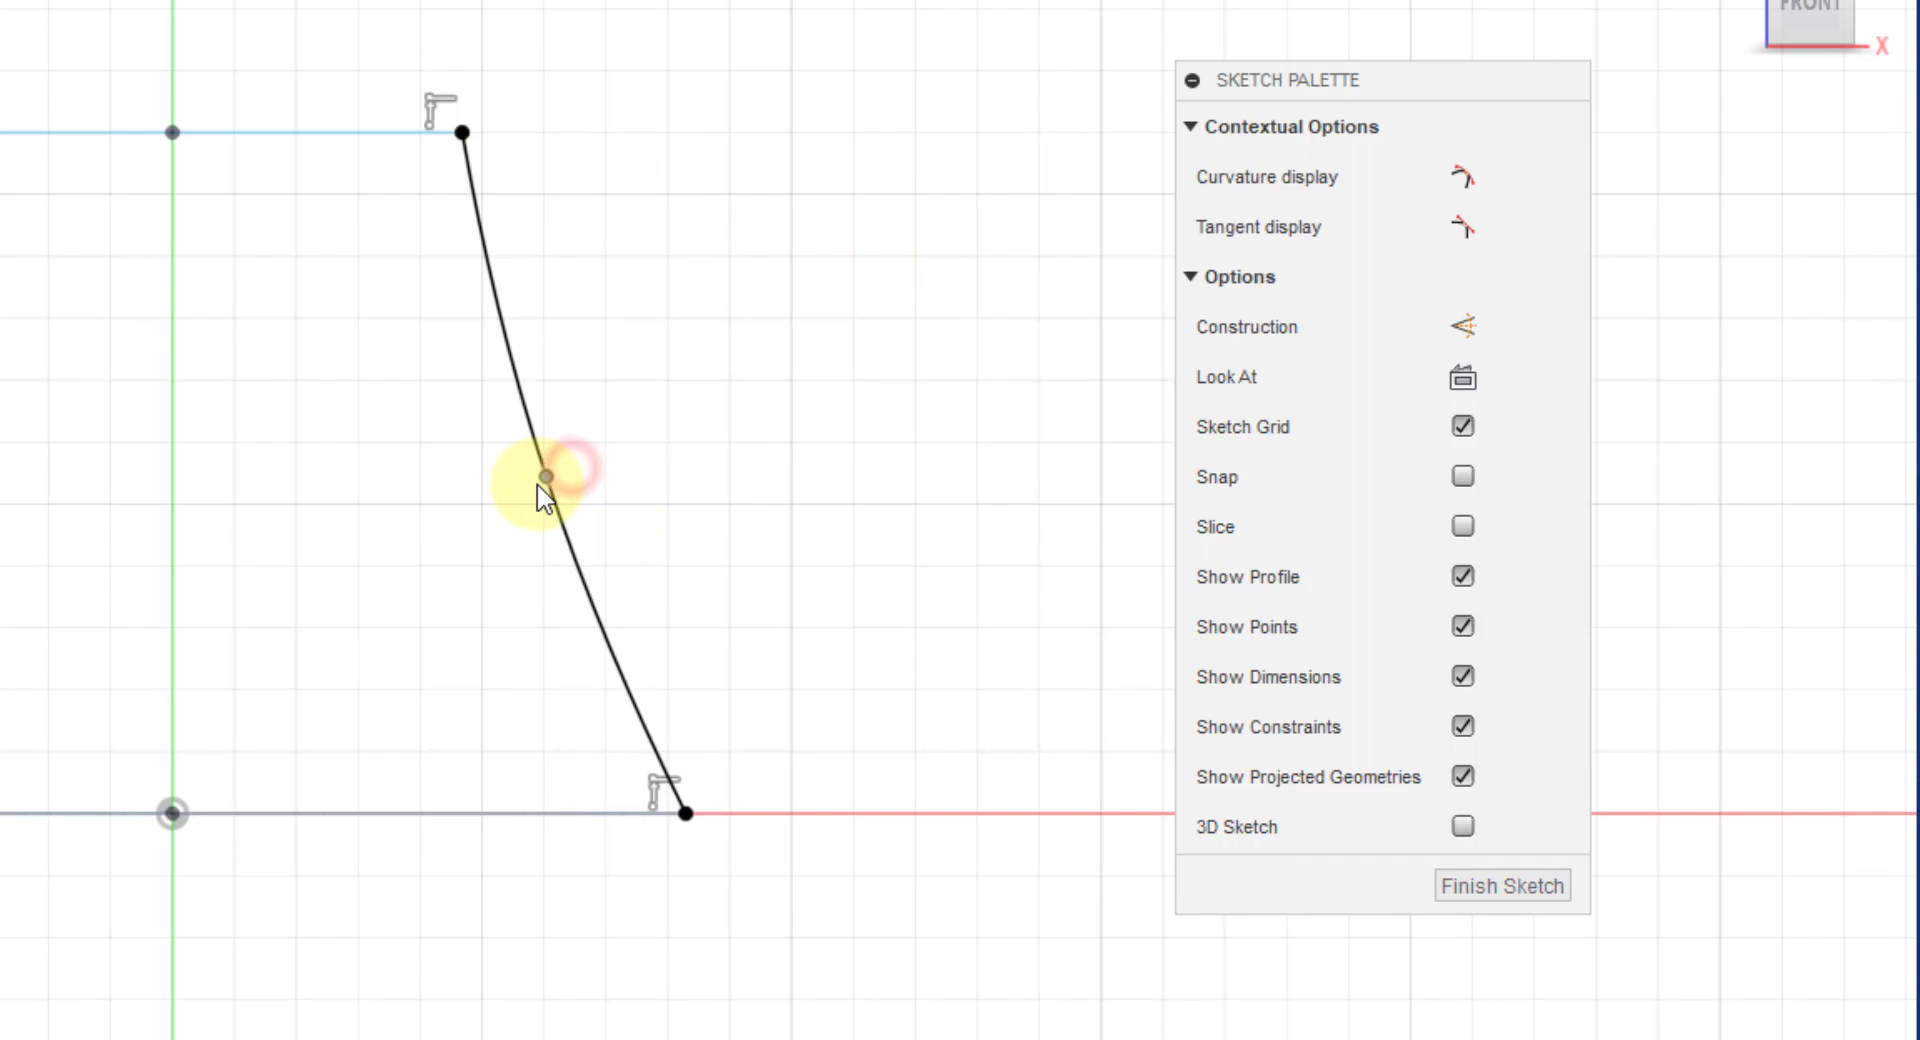 FRONT
X
SKETCH PALETTE
Contextual Options
Curvature display
Tangent display
Options
Construction
Look At
Sketch Grid
Snap
Slice
Show Profile
Show Points
Show Dimensions
Show Constraints
Show Projected Geometries
3D Sketch
Finish Sketch